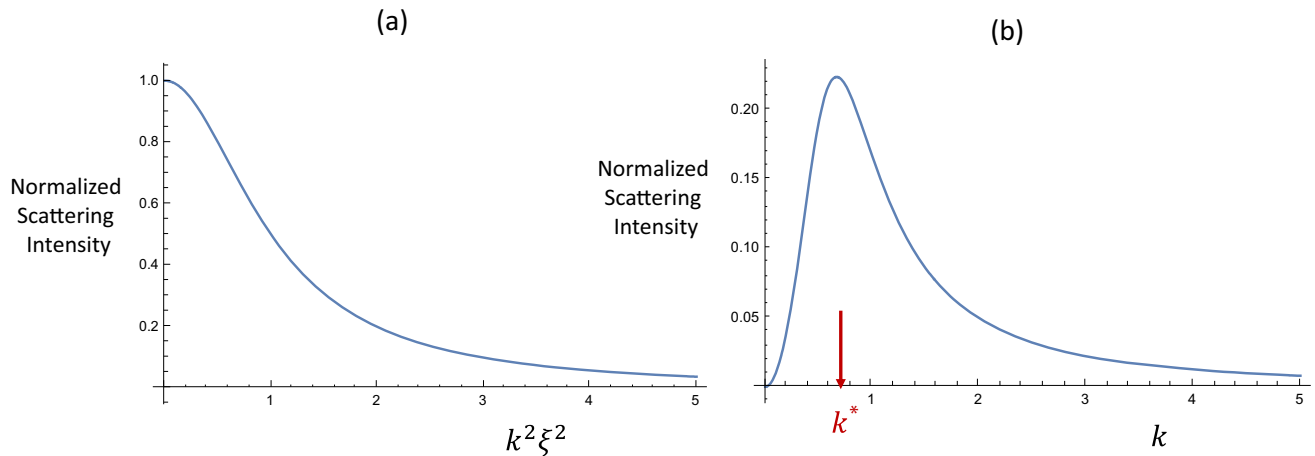 (a)
1.0
0.8
0.6
0.4
0.2
1
2
3
4
5
Normalized
Scattering
Intensity
k²ξ²
(b)
0.20
0.15
0.10
0.05
1
2
3
4
5
Normalized
Scattering
Intensity
k*
k